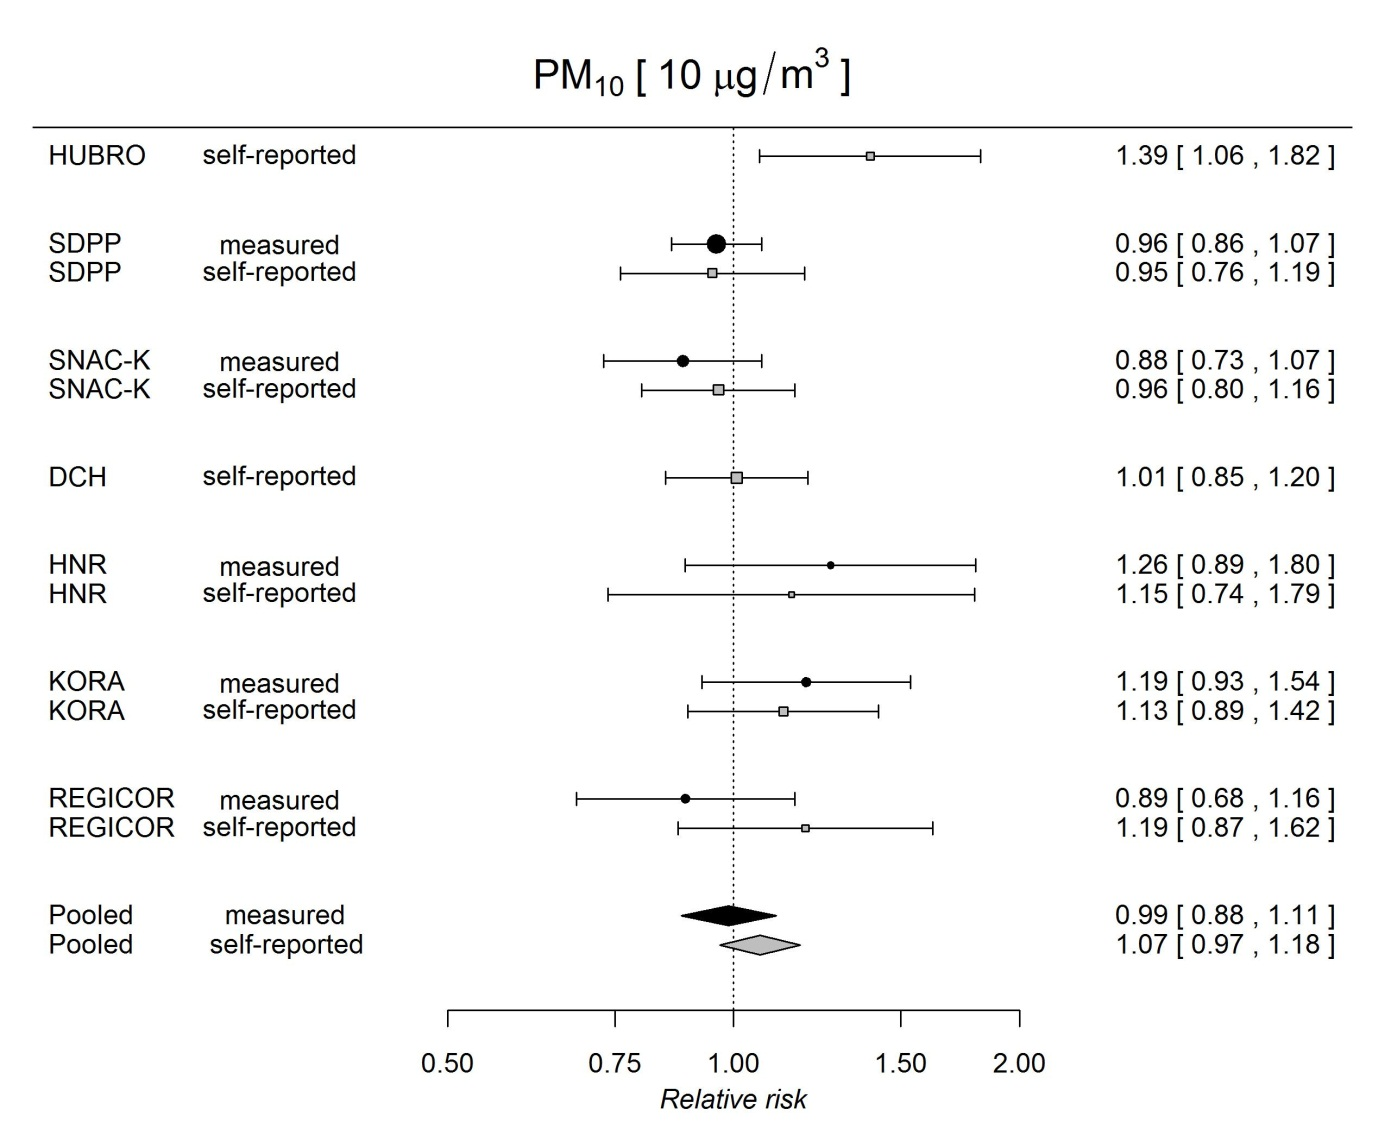 PM₁₀ [ 10 µg/m³ ]
HUBRO self-reported 1.39 [ 1.06 , 1.82 ]
SDPP measured 0.96 [ 0.86 , 1.07 ]
SDPP self-reported 0.95 [ 0.76 , 1.19 ]
SNAC-K measured 0.88 [ 0.73 , 1.07 ]
SNAC-K self-reported 0.96 [ 0.80 , 1.16 ]
DCH self-reported 1.01 [ 0.85 , 1.20 ]
HNR measured 1.26 [ 0.89 , 1.80 ]
HNR self-reported 1.15 [ 0.74 , 1.79 ]
KORA measured 1.19 [ 0.93 , 1.54 ]
KORA self-reported 1.13 [ 0.89 , 1.42 ]
REGICOR measured 0.89 [ 0.68 , 1.16 ]
REGICOR self-reported 1.19 [ 0.87 , 1.62 ]
Pooled measured 0.99 [ 0.88 , 1.11 ]
Pooled self-reported 1.07 [ 0.97 , 1.18 ]
0.50 0.75 1.00 1.50 2.00
Relative risk